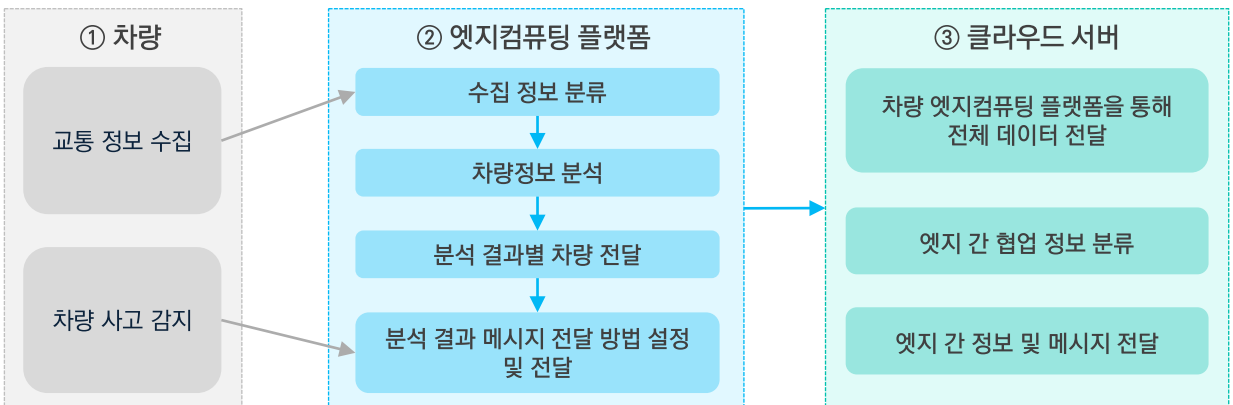 ① 차량
교통 정보 수집
차량 사고 감지
② 엣지컴퓨팅 플랫폼
수집 정보 분류
차량정보 분석
분석 결과별 차량 전달
분석 결과 메시지 전달 방법 설정
및 전달
③ 클라우드 서버
차량 엣지컴퓨팅 플랫폼을 통해
전체 데이터 전달
엣지 간 협업 정보 분류
엣지 간 정보 및 메시지 전달